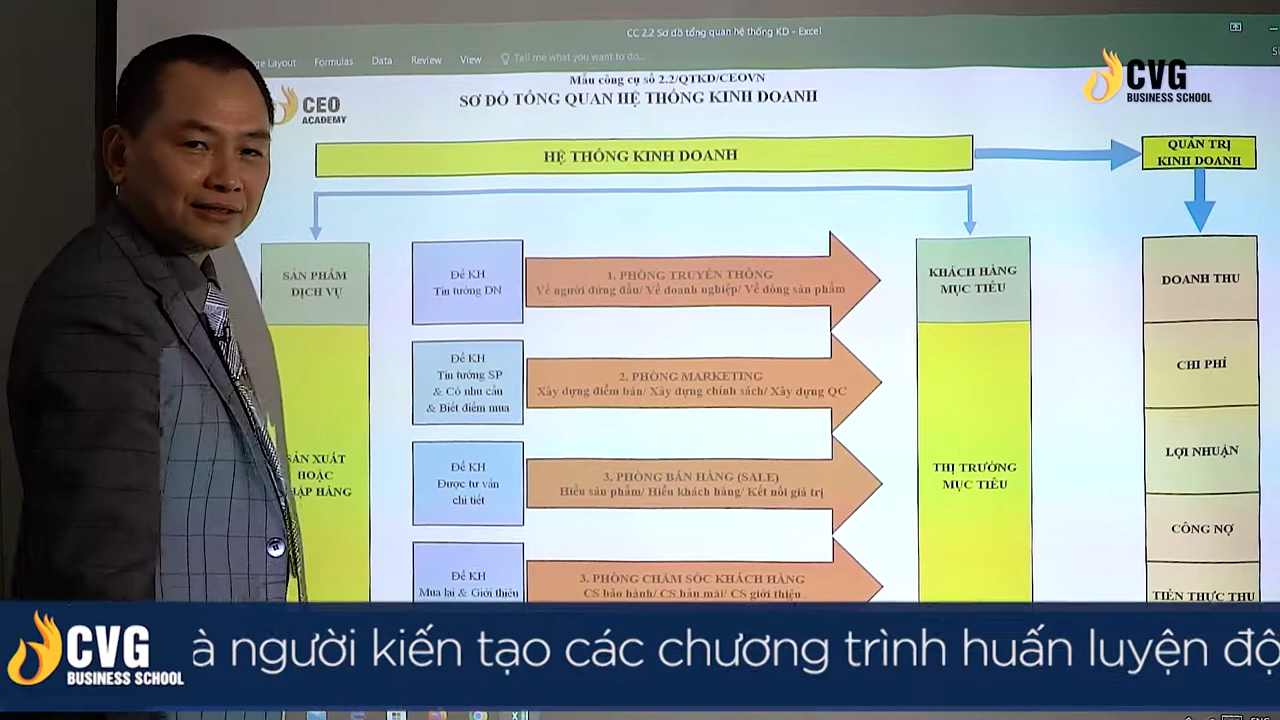 CC 2.2 Sơ đồ tổng quan hệ thống KD - Excel
ge Layout Formulas Data Review View Tell me what you want to do...
CEO
ACADEMY
Mẫu công cụ số 2.2/QTKD/CEOVN
SƠ ĐỒ TỔNG QUAN HỆ THỐNG KINH DOANH
CVG
BUSINESS SCHOOL
HỆ THỐNG KINH DOANH
QUẢN TRỊ
KINH DOANH
SẢN PHẨM
DỊCH VỤ
Để KH
Tin tưởng DN
1. PHÒNG TRUYỀN THÔNG
Về người đứng đầu/ Về doanh nghiệp/ Về dòng sản phẩm
KHÁCH HÀNG
MỤC TIÊU
DOANH THU
Để KH
Tin tưởng SP
& Có nhu cầu
& Biết điểm mua
2. PHÒNG MARKETING
Xây dựng điểm bán/ Xây dựng chính sách/ Xây dựng QC
CHI PHÍ
SẢN XUẤT
HOẶC
NHẬP HÀNG
Để KH
Được tư vấn
chi tiết
3. PHÒNG BÁN HÀNG (SALE)
Hiểu sản phẩm/ Hiểu khách hàng/ Kết nối giá trị
THỊ TRƯỜNG
MỤC TIÊU
LỢI NHUẬN
CÔNG NỢ
Để KH
Mua lại & Giới thiệu
3. PHÒNG CHĂM SÓC KHÁCH HÀNG
CS bảo hành/ CS hậu mãi/ CS giới thiệu
TIỀN THỰC THU
CVG
BUSINESS SCHOOL
à người kiến tạo các chương trình huấn luyện độ